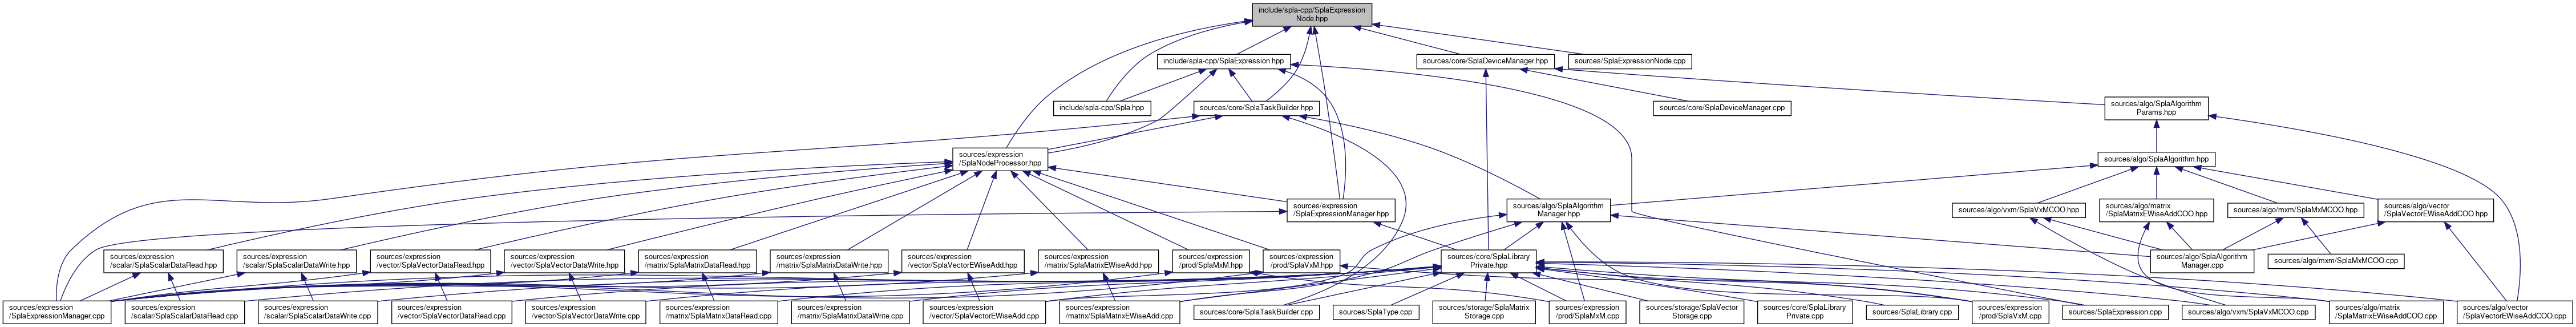 include/spla-cpp/SplaExpression
Node.hpp
include/spla-cpp/SplaExpression.hpp
sources/core/SplaDeviceManager.hpp
sources/SplaExpressionNode.cpp
include/spla-cpp/Spla.hpp
sources/core/SplaTaskBuilder.hpp
sources/core/SplaDeviceManager.cpp
sources/algo/SplaAlgorithm
Params.hpp
sources/expression
/SplaNodeProcessor.hpp
sources/algo/SplaAlgorithm.hpp
sources/expression
/SplaExpressionManager.hpp
sources/algo/SplaAlgorithm
Manager.hpp
sources/algo/vxm/SplaVxMCOO.hpp
sources/algo/matrix
/SplaMatrixEWiseAddCOO.hpp
sources/algo/mxm/SplaMxMCOO.hpp
sources/algo/vector
/SplaVectorEWiseAddCOO.hpp
sources/expression
/scalar/SplaScalarDataRead.hpp
sources/expression
/scalar/SplaScalarDataWrite.hpp
sources/expression
/vector/SplaVectorDataRead.hpp
sources/expression
/vector/SplaVectorDataWrite.hpp
sources/expression
/matrix/SplaMatrixDataRead.hpp
sources/expression
/matrix/SplaMatrixDataWrite.hpp
sources/expression
/vector/SplaVectorEWiseAdd.hpp
sources/expression
/matrix/SplaMatrixEWiseAdd.hpp
sources/expression
/prod/SplaMxM.hpp
sources/expression
/prod/SplaVxM.hpp
sources/core/SplaLibrary
Private.hpp
sources/algo/SplaAlgorithm
Manager.cpp
sources/algo/mxm/SplaMxMCOO.cpp
sources/expression
/SplaExpressionManager.cpp
sources/expression
/scalar/SplaScalarDataRead.cpp
sources/expression
/scalar/SplaScalarDataWrite.cpp
sources/expression
/vector/SplaVectorDataRead.cpp
sources/expression
/vector/SplaVectorDataWrite.cpp
sources/expression
/matrix/SplaMatrixDataRead.cpp
sources/expression
/matrix/SplaMatrixDataWrite.cpp
sources/expression
/vector/SplaVectorEWiseAdd.cpp
sources/expression
/matrix/SplaMatrixEWiseAdd.cpp
sources/core/SplaTaskBuilder.cpp
sources/SplaType.cpp
sources/storage/SplaMatrix
Storage.cpp
sources/expression
/prod/SplaMxM.cpp
sources/storage/SplaVector
Storage.cpp
sources/core/SplaLibrary
Private.cpp
sources/SplaLibrary.cpp
sources/expression
/prod/SplaVxM.cpp
sources/SplaExpression.cpp
sources/algo/vxm/SplaVxMCOO.cpp
sources/algo/matrix
/SplaMatrixEWiseAddCOO.cpp
sources/algo/vector
/SplaVectorEWiseAddCOO.cpp